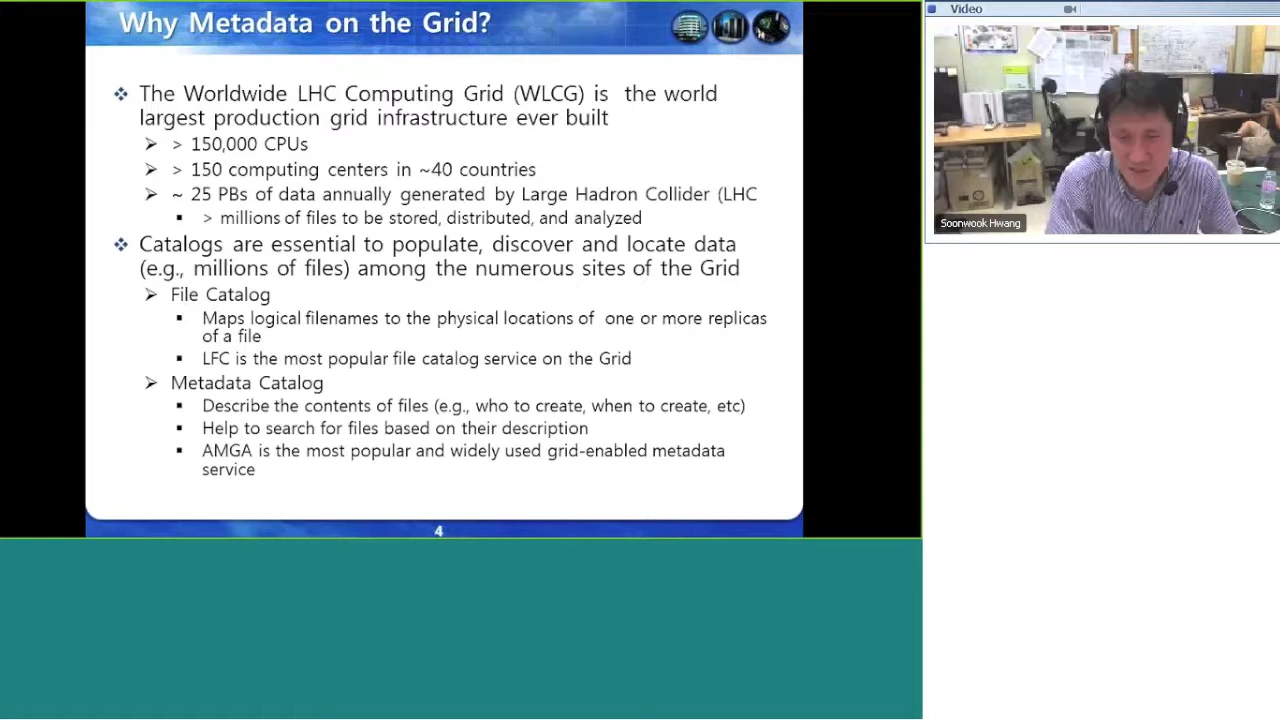 Why Metadata on the Grid?
The Worldwide LHC Computing Grid (WLCG) is the world
largest production grid infrastructure ever built
> 150,000 CPUs
> 150 computing centers in ~40 countries
~ 25 PBs of data annually generated by Large Hadron Collider (LHC
> millions of files to be stored, distributed, and analyzed
Catalogs are essential to populate, discover and locate data
(e.g., millions of files) among the numerous sites of the Grid
File Catalog
Maps logical filenames to the physical locations of one or more replicas
of a file
LFC is the most popular file catalog service on the Grid
Metadata Catalog
Describe the contents of files (e.g., who to create, when to create, etc)
Help to search for files based on their description
AMGA is the most popular and widely used grid-enabled metadata
service
4
Video
Soonwook Hwang